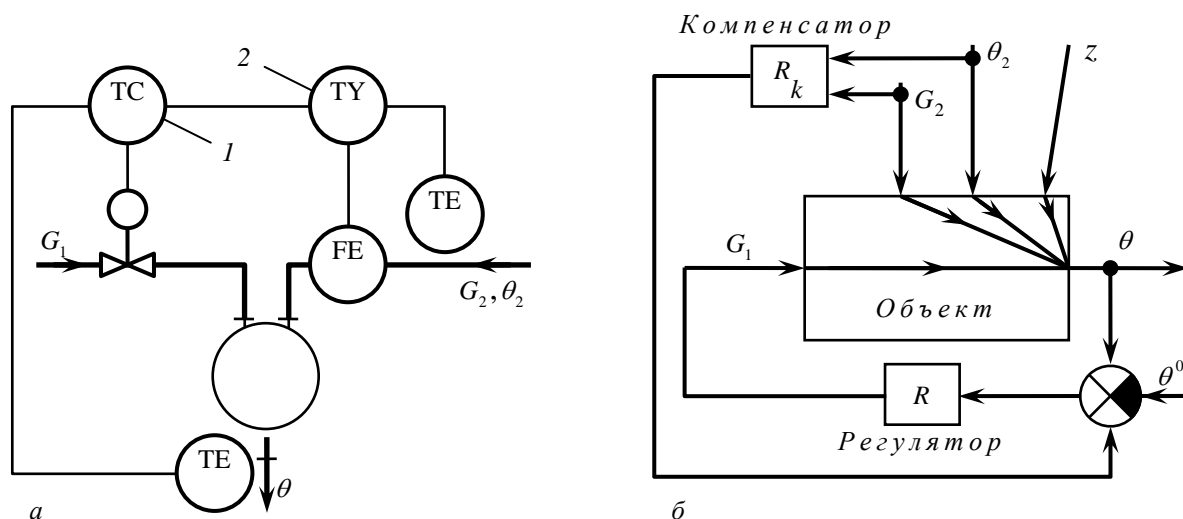 2
TC
TY
1
TE
G₁
FE
G₂, θ₂
TE
θ
а
Компенсатор
R k
θ₂
z
G₂
G₁
θ
Объект
R
θ⁰
Регулятор
б